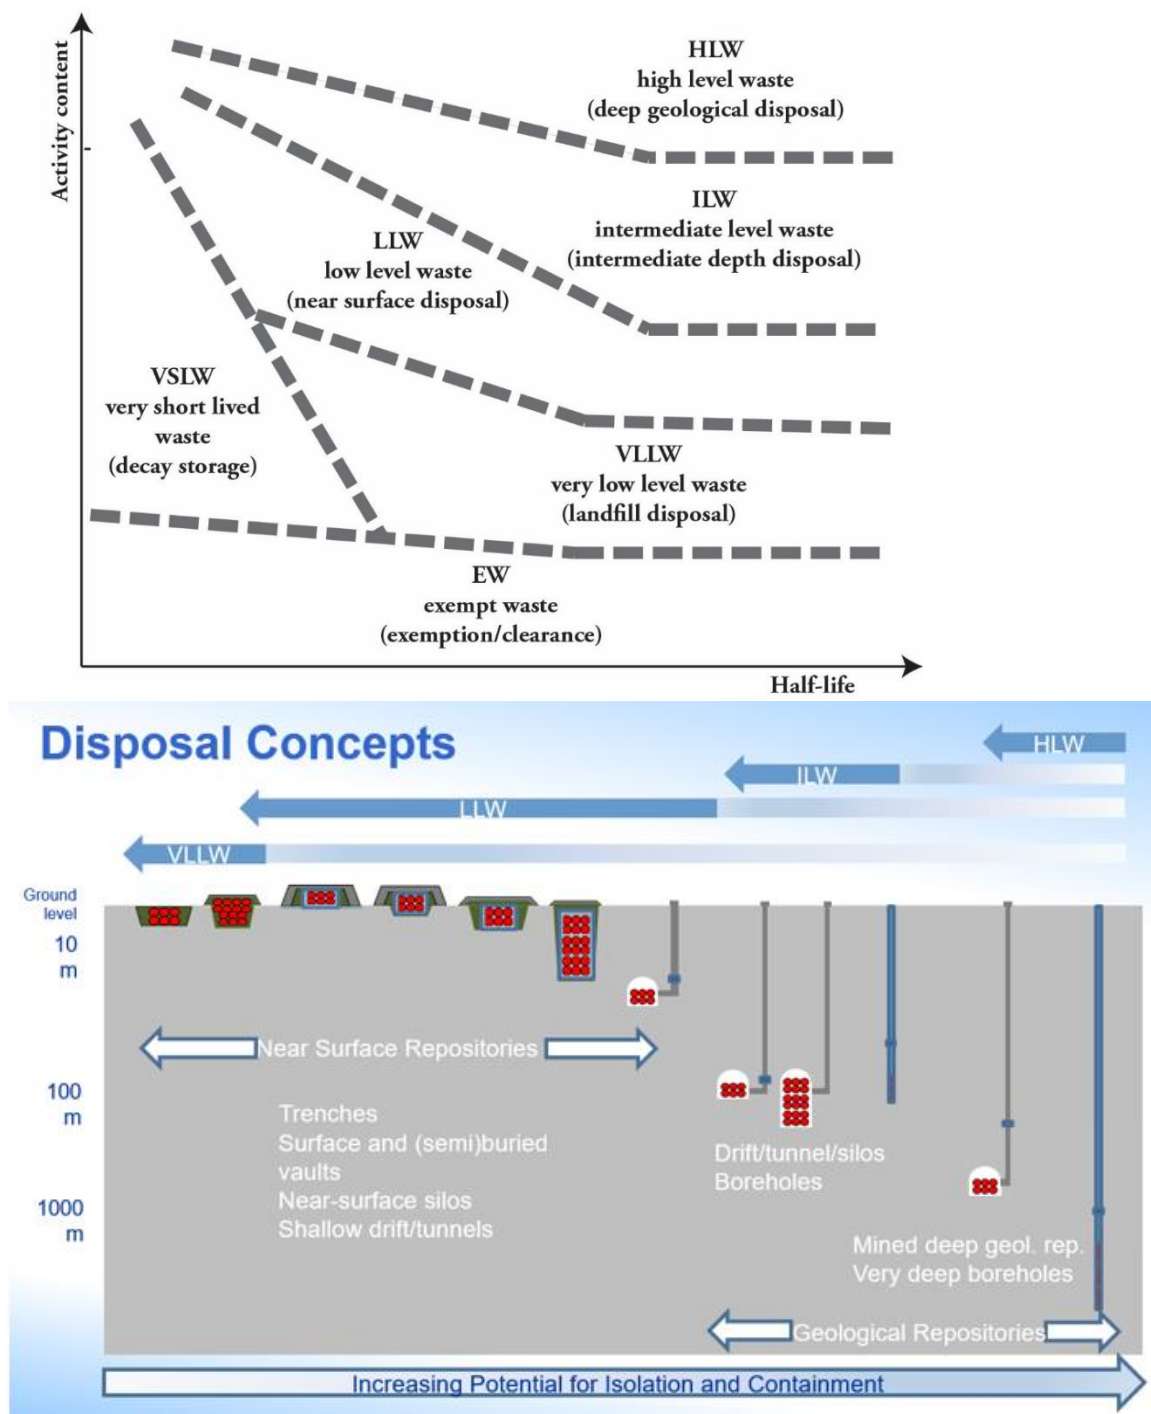 Activity content
HLW
high level waste
(deep geological disposal)
ILW
intermediate level waste
(intermediate depth disposal)
LLW
low level waste
(near surface disposal)
VSLW
very short lived
waste
(decay storage)
VLLW
very low level waste
(landfill disposal)
EW
exempt waste
(exemption/clearance)
Half-life
Disposal Concepts
HLW
ILW
LLW
VLLW
Ground
level
10
m
100
m
1000
m
Near Surface Repositories
Trenches
Surface and (semi)buried
vaults
Near-surface silos
Shallow drift/tunnels
Drift/tunnel/silos
Boreholes
Mined deep geol. rep.
Very deep boreholes
Geological Repositories
Increasing Potential for Isolation and Containment